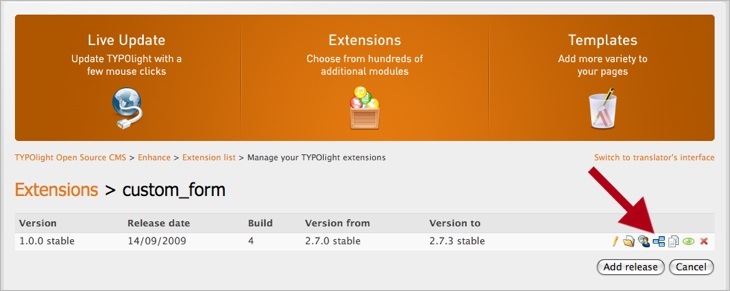 Live Update
Update TYPOlight with a
few mouse clicks
Extensions
Choose from hundreds of
additional modules
Templates
Add more variety to
your pages
TYPOlight Open Source CMS > Enhance > Extension list > Manage your TYPOlight extensions
Switch to translator's interface
Extensions > custom_form
Version Release date Build Version from Version to
1.0.0 stable 14/09/2009 4 2.7.0 stable 2.7.3 stable
Add release Cancel